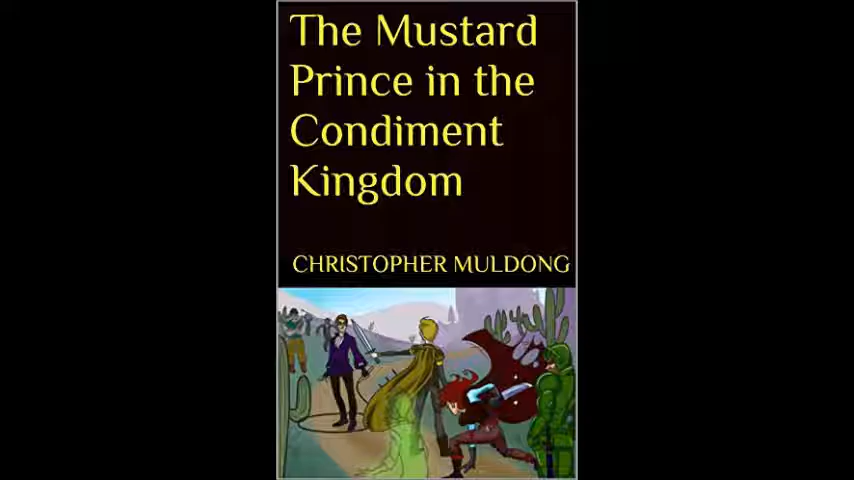 The Mustard
Prince in the
Condiment
Kingdom
CHRISTOPHER MULDONG